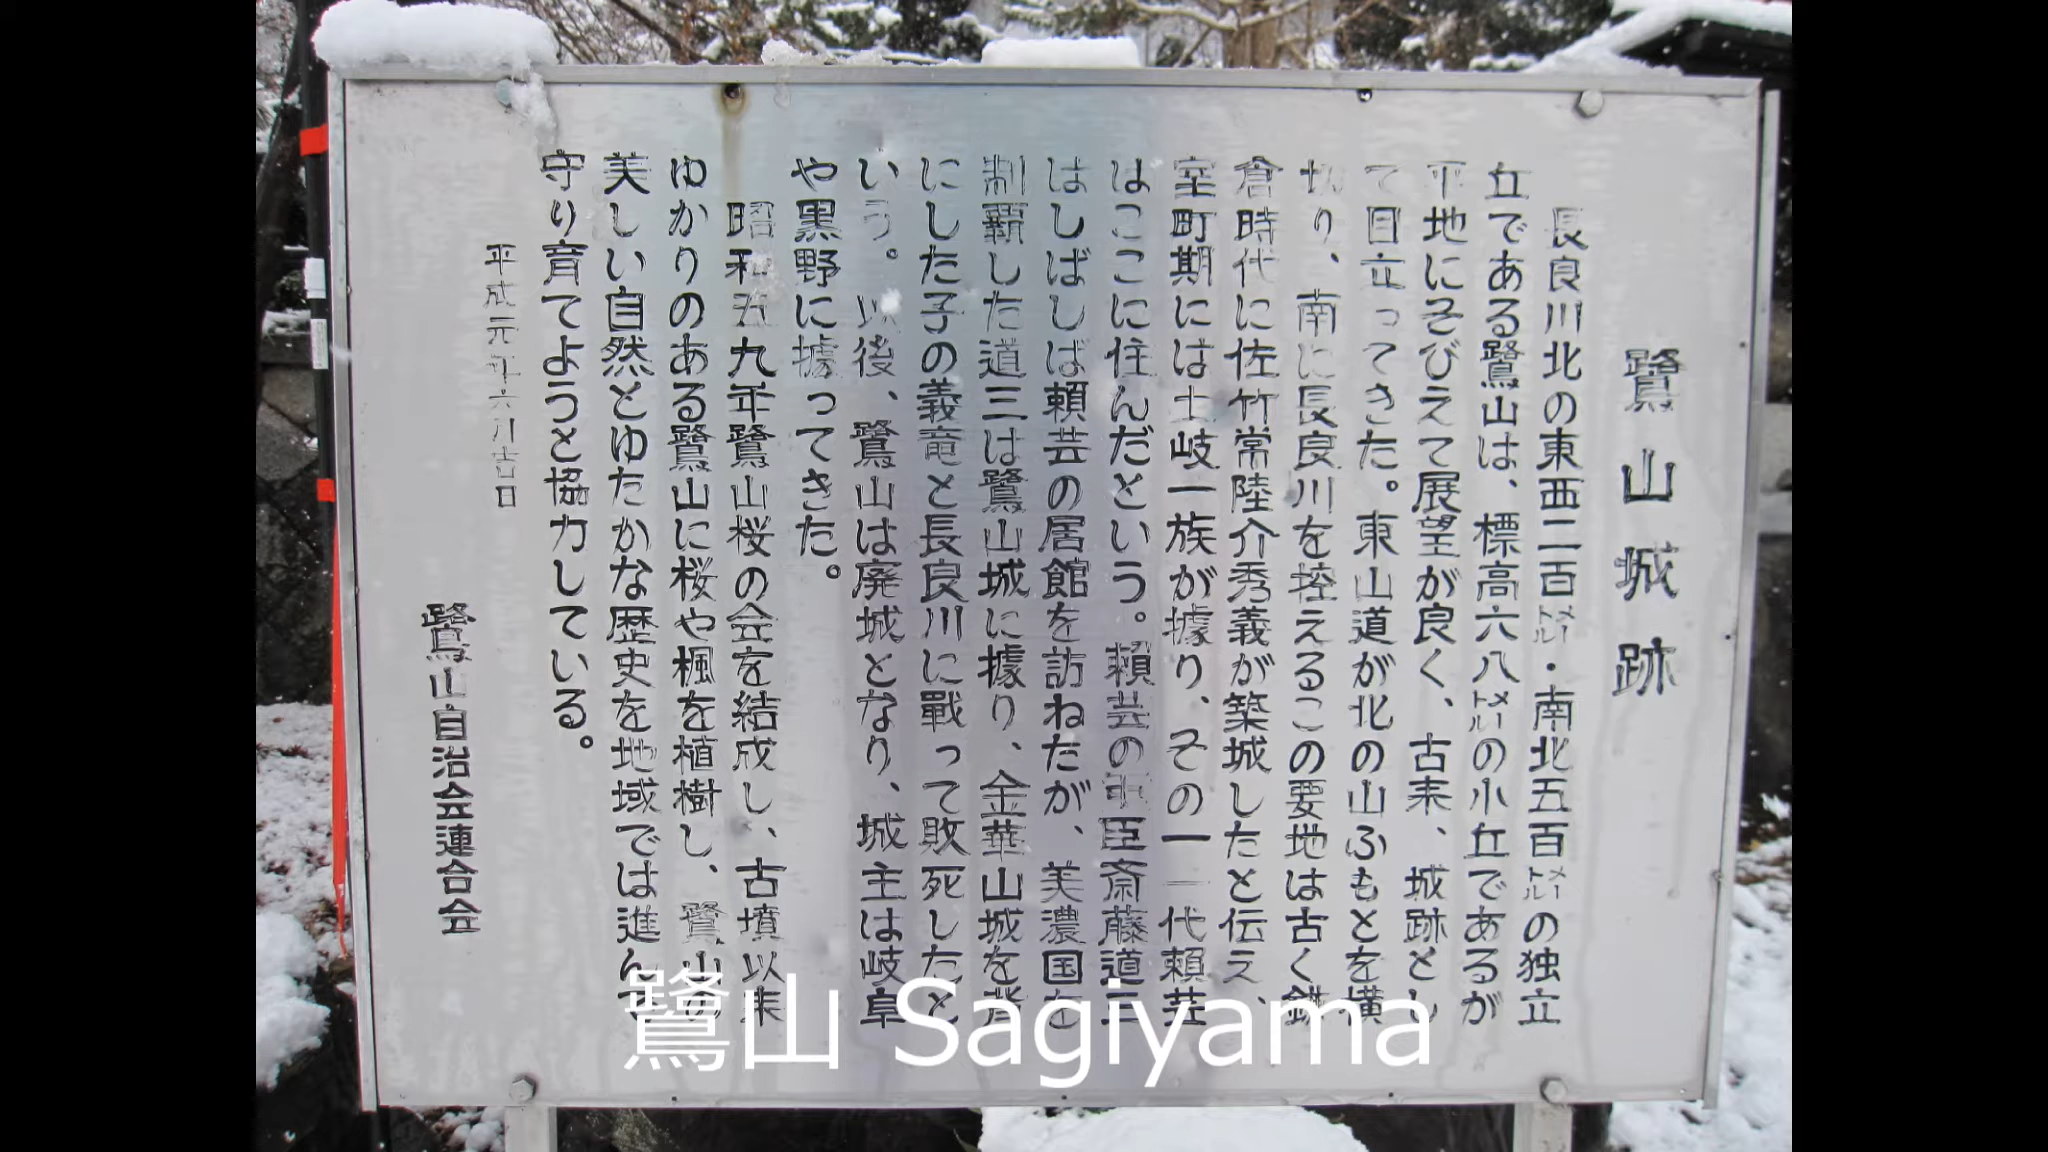 鷺山城跡
長良川北の東西二百メートル・南北五百メートルの独立
丘である鷺山は、標高六八メートルの小丘であるが
平地にそびえて展望が良く、古来、城跡とし
て目立ってきた。東山道が北の山ふもとを横
切り、南に長良川を控えるこの要地は古く鎌
倉時代に佐竹常陸介秀義が築城したと伝え、
室町期には土岐一族が據り、その一代頼芸
はここに住んだという。頼芸の臣斎藤道三
はしばしば頼芸の居館を訪ねたが、美濃国を
制覇した道三は鷺山城に據り、金華山城を背
にした子の義竜と長良川に戰って敗死したと
いう。以後、鷺山は廃城となり、城主は岐阜
や黒野に據ってきた。
昭和五九年鷺山桜の会を結成し、古墳以来
ゆかりのある鷺山に桜や楓を植樹し、鷺山の
美しい自然とゆたかな歴史を地域では進んで
守り育てようと協力している。
平成元年六月吉日
鷺山自治会連合会
鷺山 Sagiyama